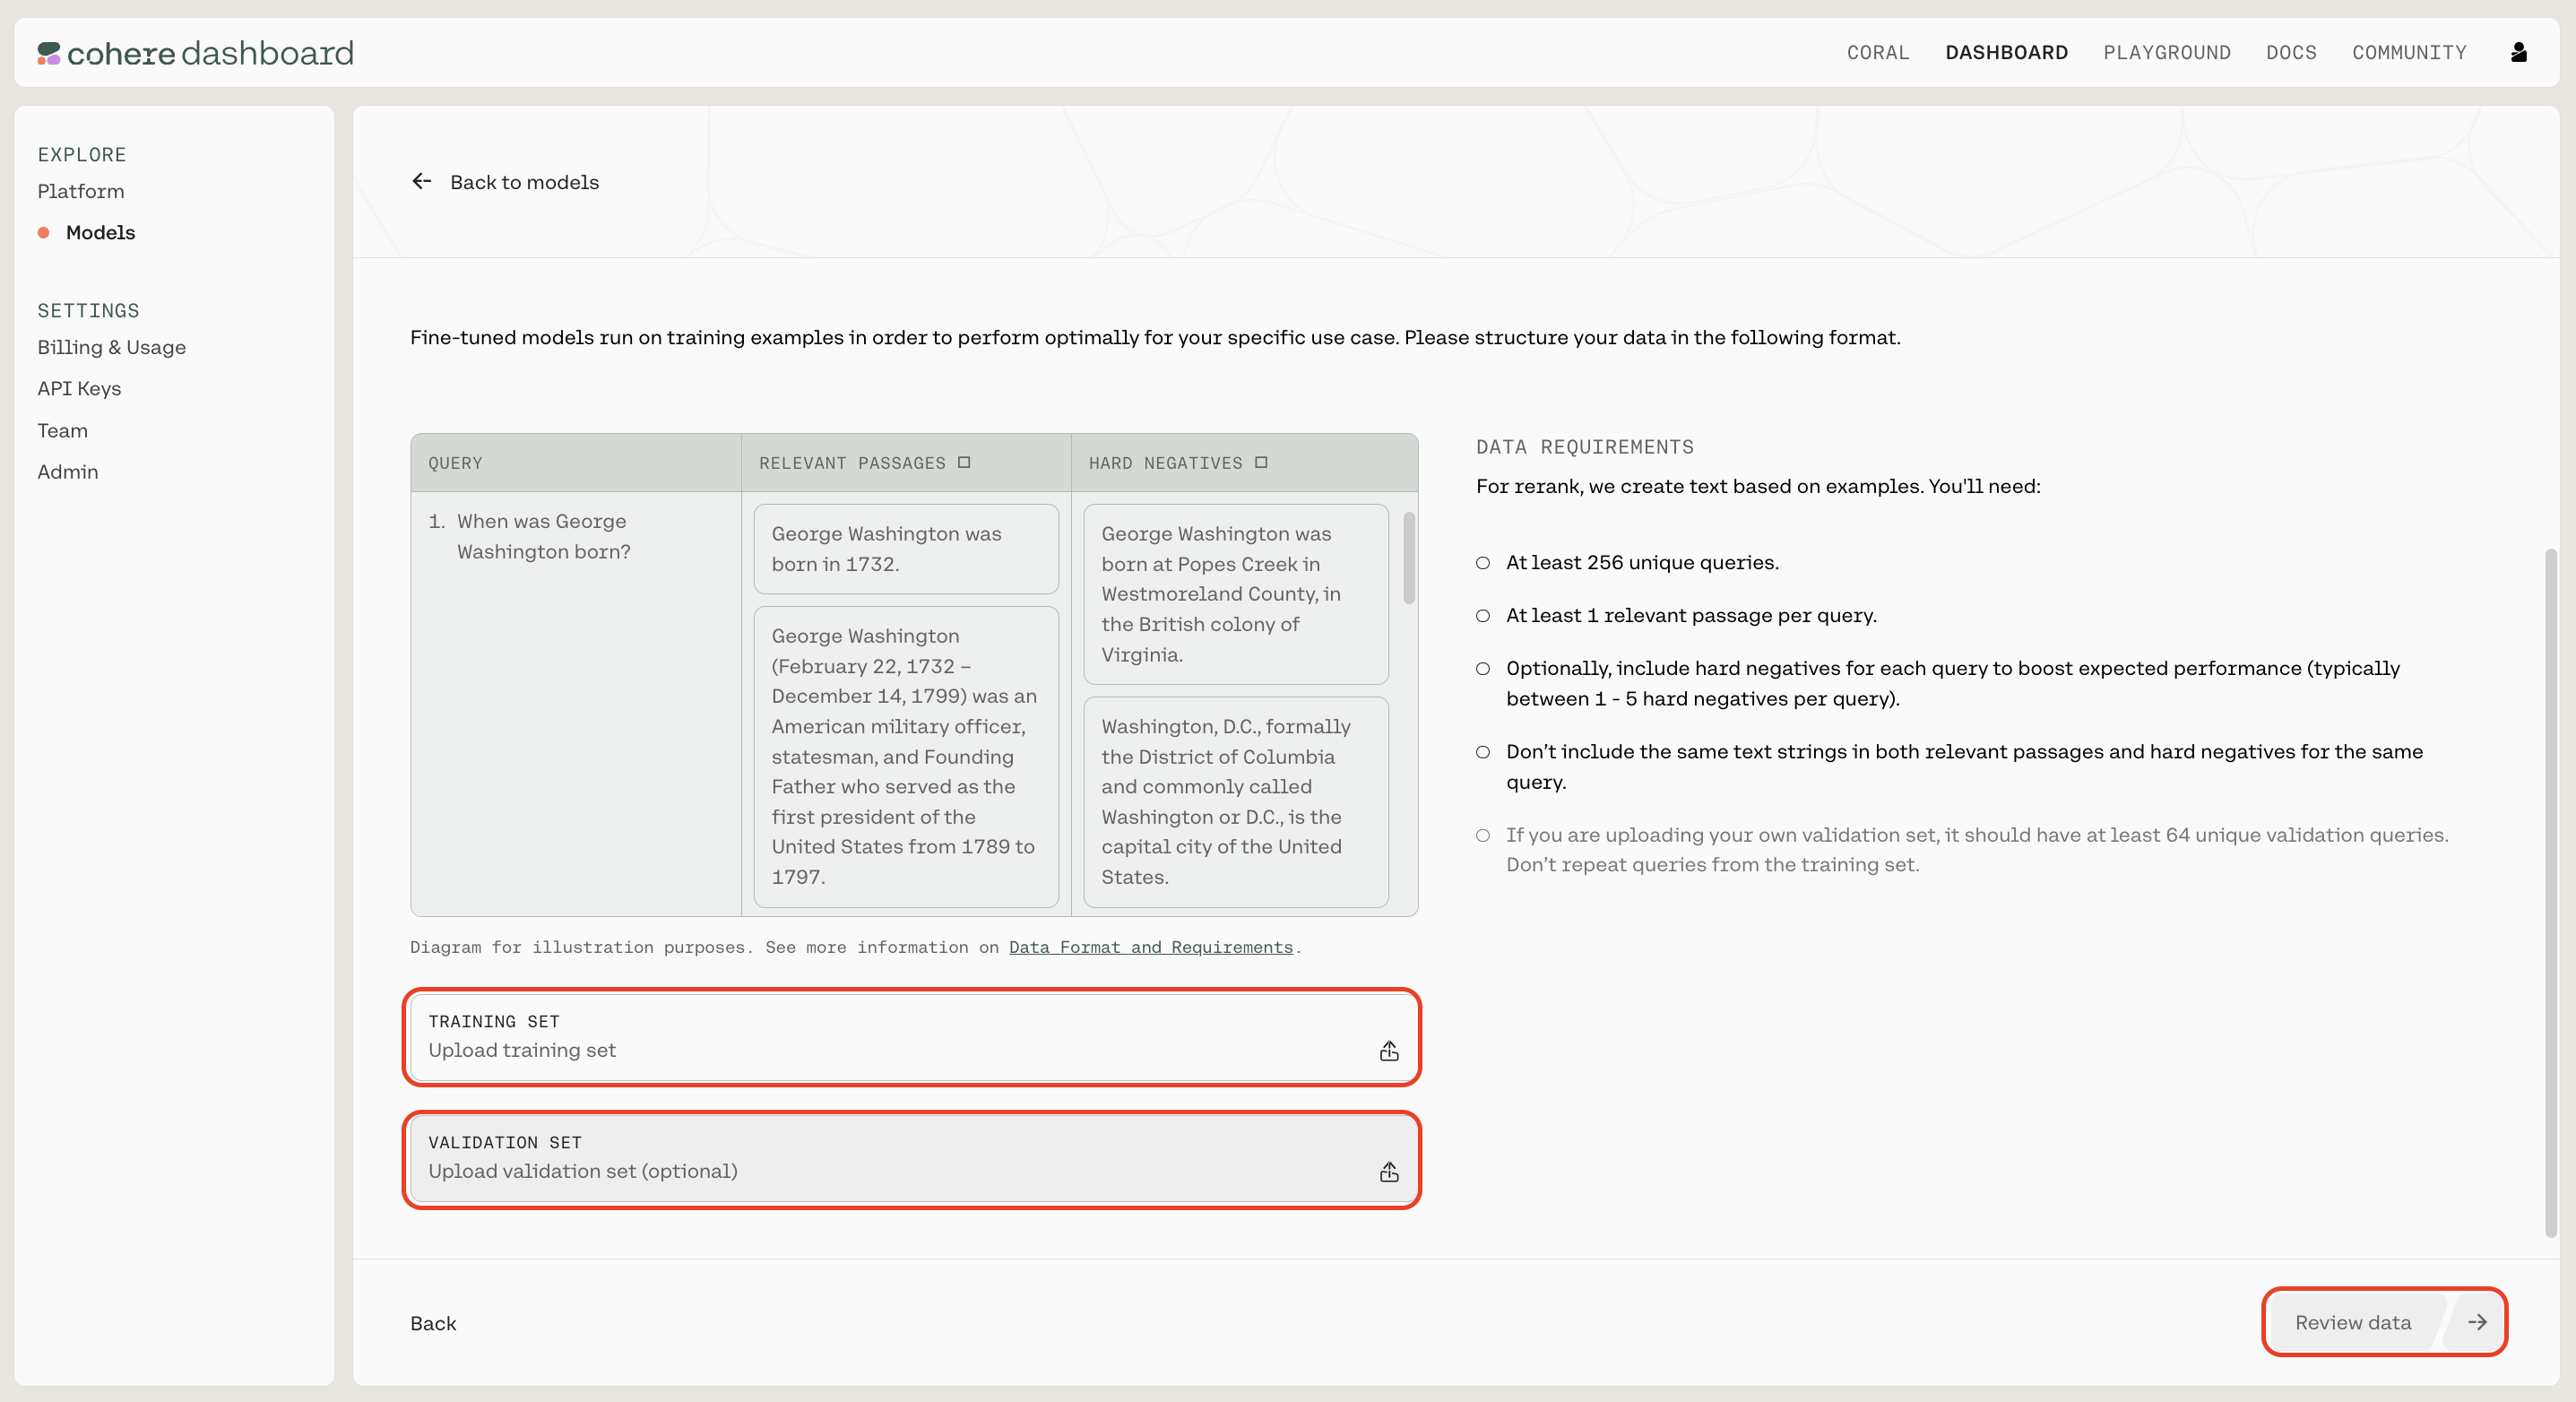 cohere dashboard
CORAL DASHBOARD PLAYGROUND DOCS COMMUNITY
EXPLORE
Platform
Models
SETTINGS
Billing & Usage
API Keys
Team
Admin
Back to models
Fine-tuned models run on training examples in order to perform optimally for your specific use case. Please structure your data in the following format.
QUERY
RELEVANT PASSAGES
HARD NEGATIVES
1. When was George
Washington born?
George Washington was
born in 1732.
George Washington
(February 22, 1732 –
December 14, 1799) was an
American military officer,
statesman, and Founding
Father who served as the
first president of the
United States from 1789 to
1797.
George Washington was
born at Popes Creek in
Westmoreland County, in
the British colony of
Virginia.
Washington, D.C., formally
the District of Columbia
and commonly called
Washington or D.C., is the
capital city of the United
States.
Diagram for illustration purposes. See more information on Data Format and Requirements.
DATA REQUIREMENTS
For rerank, we create text based on examples. You'll need:
At least 256 unique queries.
At least 1 relevant passage per query.
Optionally, include hard negatives for each query to boost expected performance (typically
between 1 - 5 hard negatives per query).
Don’t include the same text strings in both relevant passages and hard negatives for the same
query.
If you are uploading your own validation set, it should have at least 64 unique validation queries.
Don’t repeat queries from the training set.
TRAINING SET
Upload training set
VALIDATION SET
Upload validation set (optional)
Back
Review data